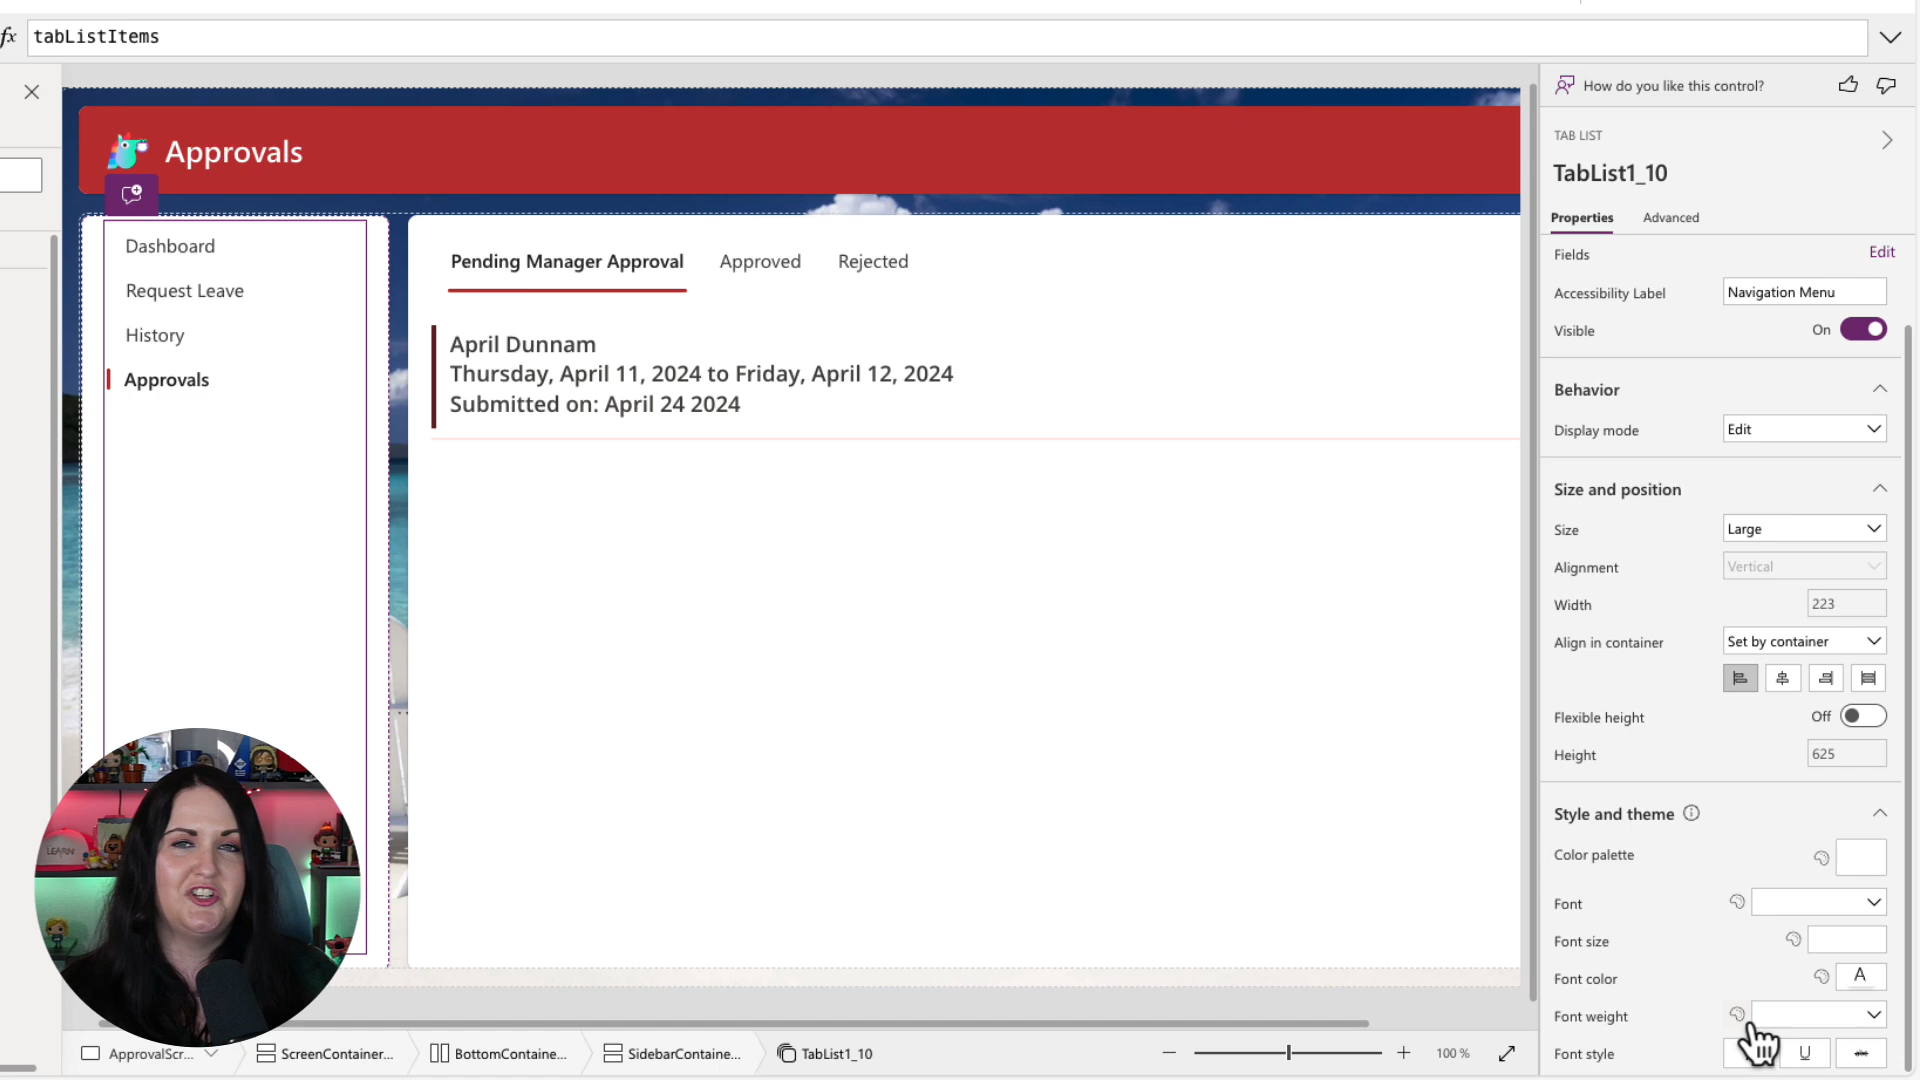 fx tabListItems
How do you like this control?
TAB LIST
TabList1_10
Properties Advanced
Fields Edit
Accessibility Label Navigation Menu
Visible On
Behavior
Display mode Edit
Size and position
Size Large
Alignment Vertical
Width 223
Align in container Set by container
Flexible height Off
Height 625
Style and theme
Color palette
Font
Font size
Font color A
Font weight
Font style U
Approvals
Dashboard
Request Leave
History
Approvals
Pending Manager Approval Approved Rejected
April Dunnam
Thursday, April 11, 2024 to Friday, April 12, 2024
Submitted on: April 24 2024
LEARN
ApprovalScr... ScreenContainer... BottomContaine... SidebarContaine... TabList1_10
100 %